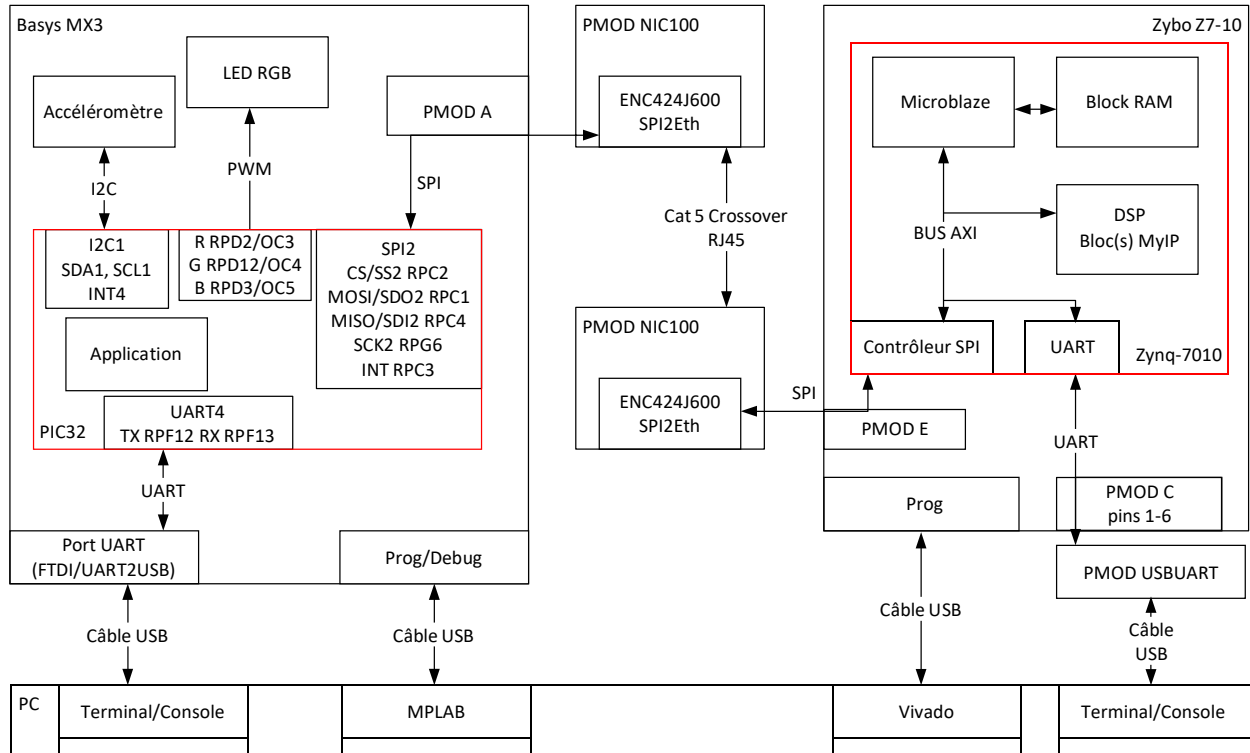 Basys MX3
LED RGB
Accéléromètre
PMOD A
PWM
I2C
SPI
I2C1
SDA1, SCL1
INT4
R RPD2/OC3
G RPD12/OC4
B RPD3/OC5
SPI2
CS/SS2 RPC2
MOSI/SDO2 RPC1
MISO/SDI2 RPC4
SCK2 RPG6
INT RPC3
Application
PIC32
UART4
TX RPF12 RX RPF13
UART
Port UART
(FTDI/UART2USB)
Prog/Debug
Câble USB
Câble USB
PMOD NIC100
ENC424J600
SPI2Eth
Cat 5 Crossover
RJ45
PMOD NIC100
ENC424J600
SPI2Eth
SPI
Zybo Z7-10
Microblaze
Block RAM
DSP
Bloc(s) MyIP
BUS AXI
Contrôleur SPI
UART
Zynq-7010
PMOD E
UART
Prog
PMOD C
pins 1-6
PMOD USBUART
Câble USB
Câble
USB
PC
Terminal/Console
MPLAB
Vivado
Terminal/Console